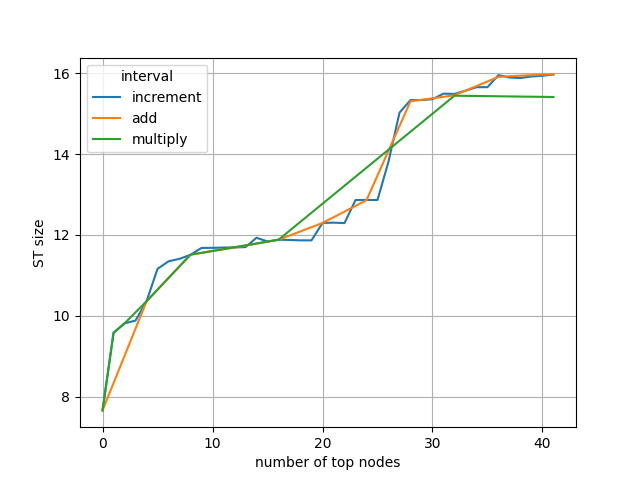 interval
increment
add
multiply
16
14
12
10
8
ST size
0 10 20 30 40
number of top nodes